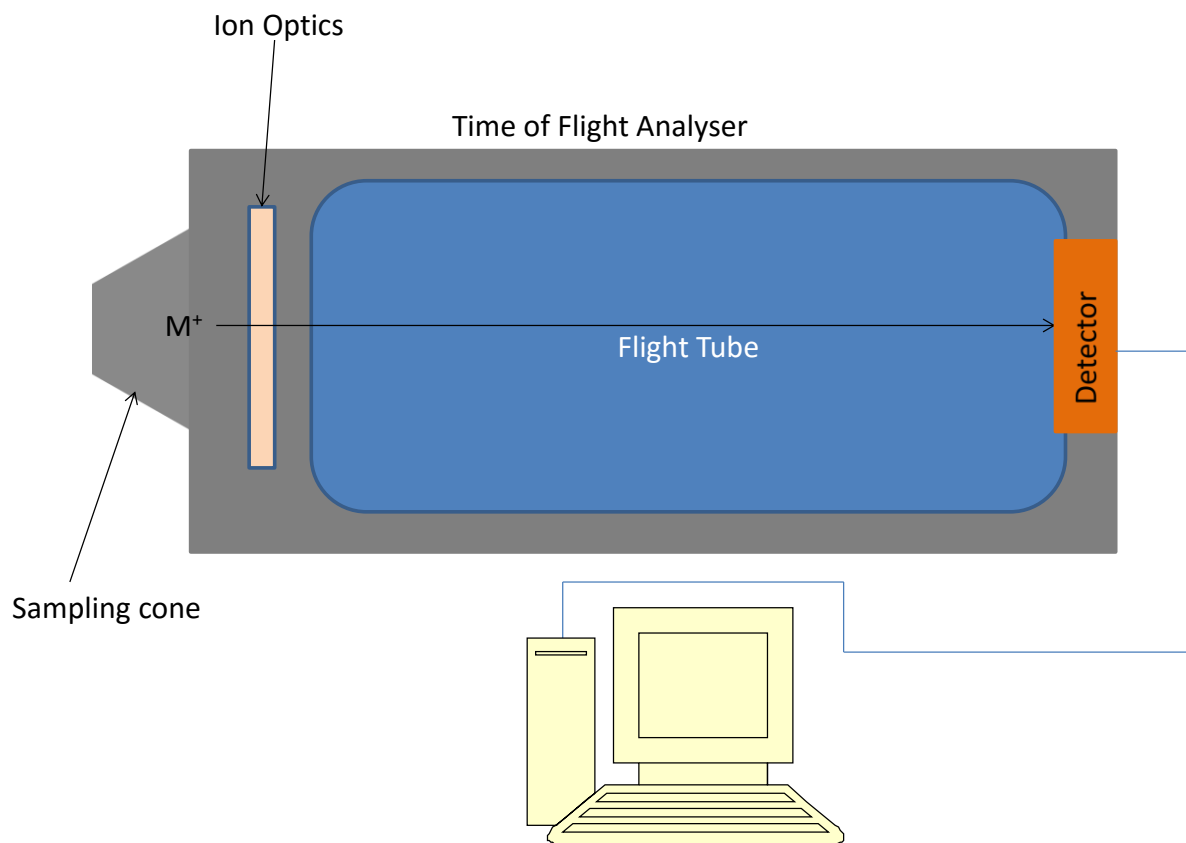 Ion Optics
Time of Flight Analyser
M⁺
Flight Tube
Detector
Sampling cone